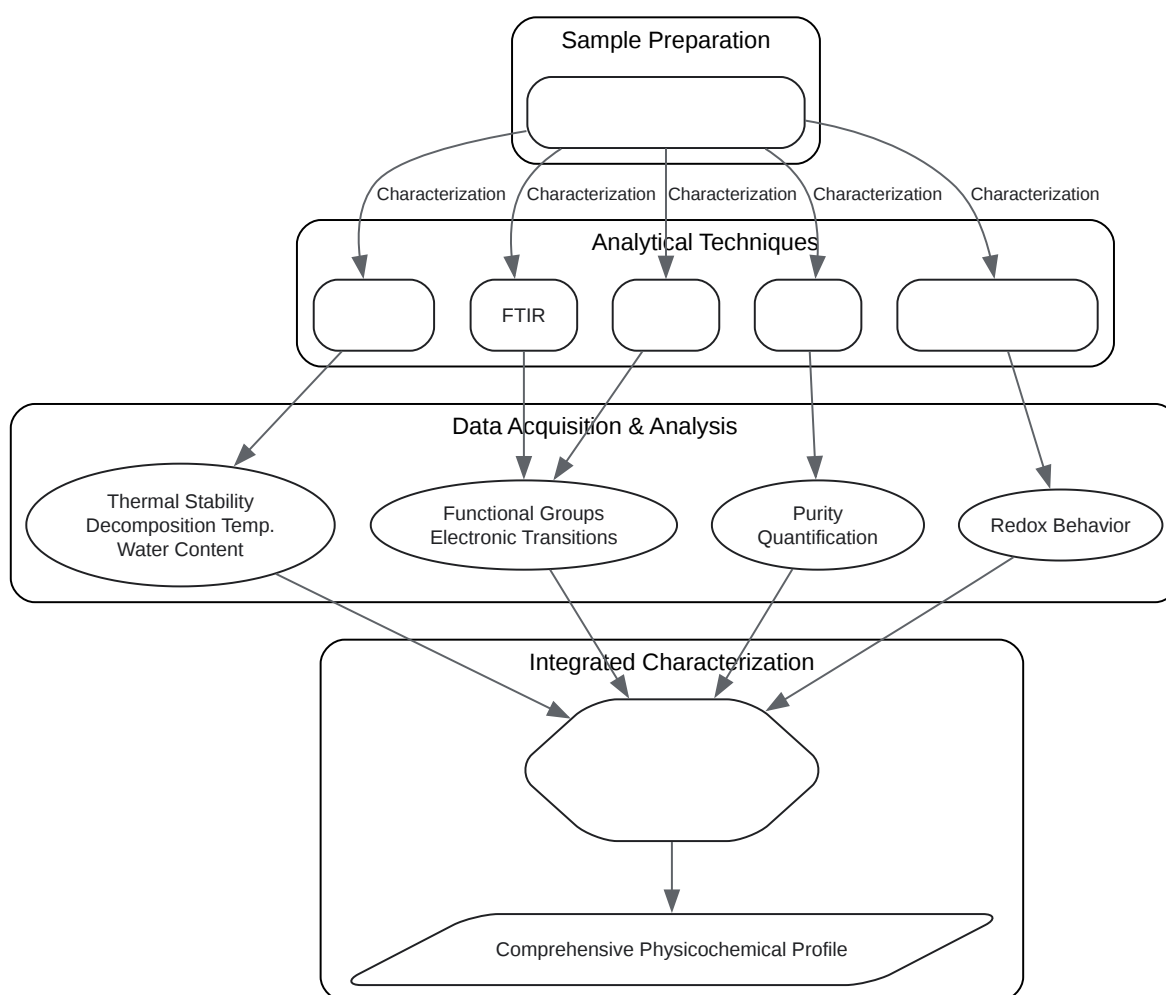 Sample Preparation
Characterization
Characterization
Characterization
Characterization
Characterization
Analytical Techniques
FTIR
Data Acquisition & Analysis
Thermal Stability
Decomposition Temp.
Water Content
Functional Groups
Electronic Transitions
Purity
Quantification
Redox Behavior
Integrated Characterization
Comprehensive Physicochemical Profile